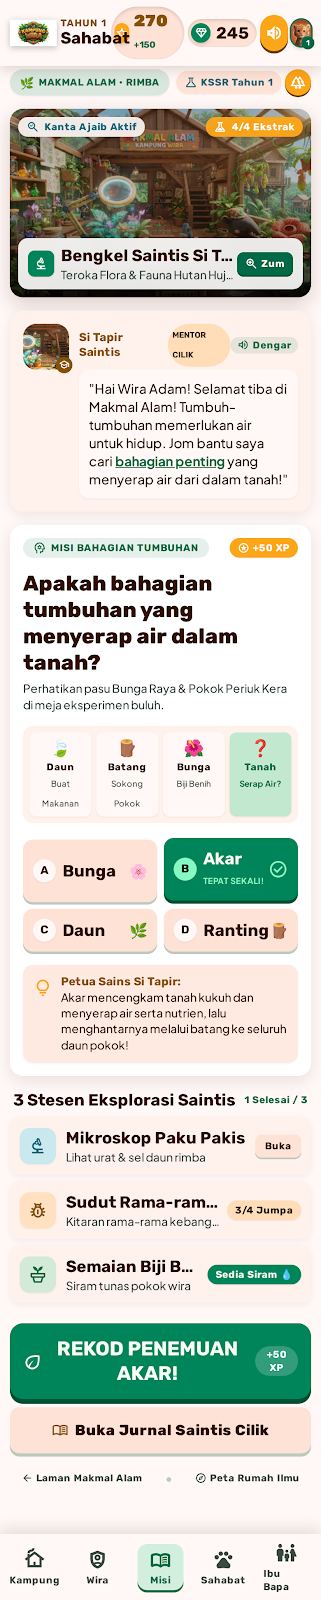 TAHUN 1
Sahabat
270
+150
245
1
MAKMAL ALAM • RIMBA
KSSR Tahun 1
Kanta Ajaib Aktif
4/4 Ekstrak
MAKMAL ALAM
KAMPUNG WIRA
Bengkel Saintis Si T...
Teroka Flora & Fauna Hutan Huj...
Zum
Si Tapir
Saintis
MENTOR
CILIK
Dengar
"Hai Wira Adam! Selamat tiba di
Makmal Alam! Tumbuh-
tumbuhan memerlukan air
untuk hidup. Jom bantu saya
cari bahagian penting yang
menyerap air dari dalam tanah!"
MISI BAHAGIAN TUMBUHAN
+50 XP
Apakah bahagian
tumbuhan yang
menyerap air dalam
tanah?
Perhatikan pasu Bunga Raya & Pokok Periuk Kera
di meja eksperimen buluh.
Daun
Buat
Makanan
Batang
Sokong
Pokok
Bunga
Biji Benih
Tanah
Serap Air?
A Bunga
B Akar
TEPAT SEKALI!
C Daun
D Ranting
Petua Sains Si Tapir:
Akar mencengkam tanah kukuh dan
menyerap air serta nutrien, lalu
menghantarnya melalui batang ke seluruh
daun pokok!
3 Stesen Eksplorasi Saintis
1 Selesai / 3
Mikroskop Paku Pakis
Lihat urat & sel daun rimba
Buka
Sudut Rama-ram...
Kitaran rama-rama kebang...
3/4 Jumpa
Semaian Biji B...
Siram tunas pokok wira
Sedia Siram
REKOD PENEMUAN
AKAR!
+50
XP
Buka Jurnal Saintis Cilik
Laman Makmal Alam
Peta Rumah Ilmu
Kampung
Wira
Misi
Sahabat
Ibu
Bapa